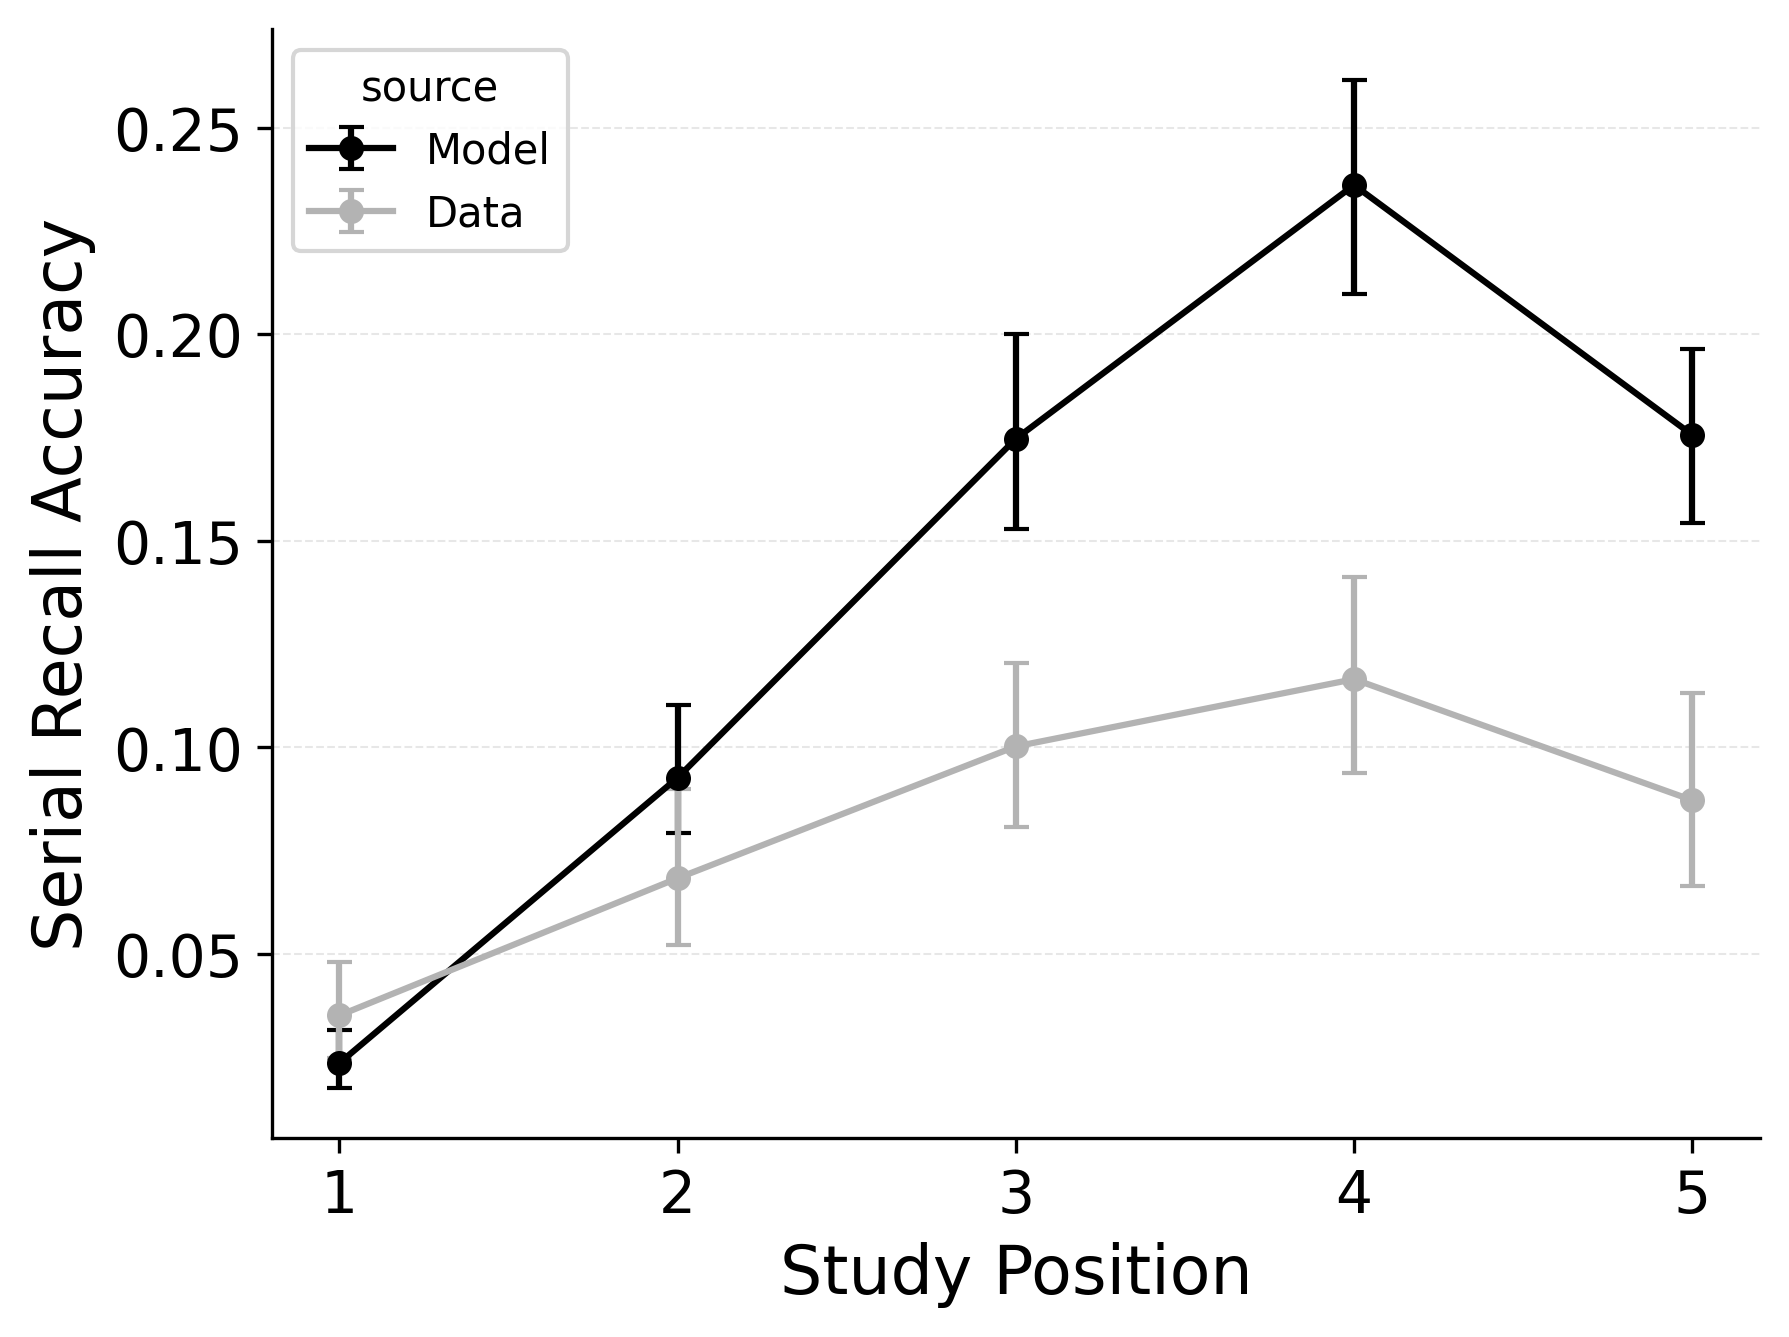 source
Model
Data
0.25
0.20
0.15
0.10
0.05
Serial Recall Accuracy
1 2 3 4 5
Study Position